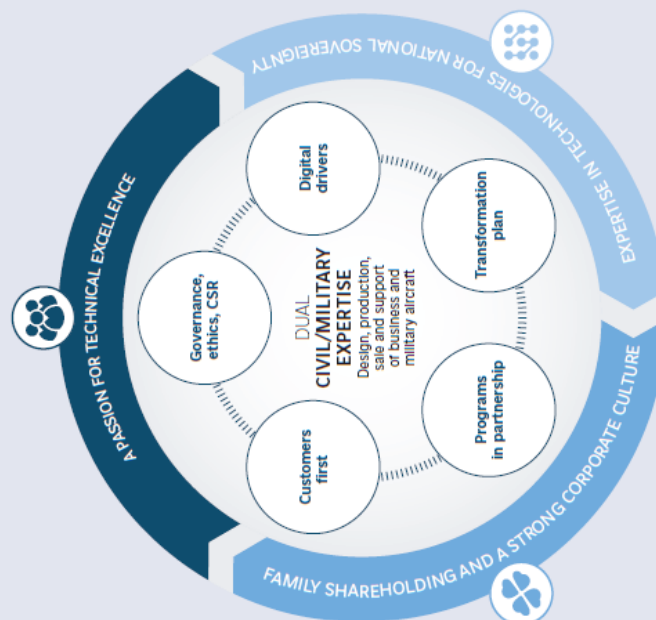 A PASSION FOR TECHNICAL EXCELLENCE
EXPERTISE IN TECHNOLOGIES FOR NATIONAL SOVEREIGNTY
FAMILY SHAREHOLDING AND A STRONG CORPORATE CULTURE
Governance,
ethics, CSR
Digital
drivers
Transformation
plan
Programs
in partnership
Customers
first
DUAL
CIVIL/MILITARY
EXPERTISE
Design, production,
sale and support
of business and
military aircraft